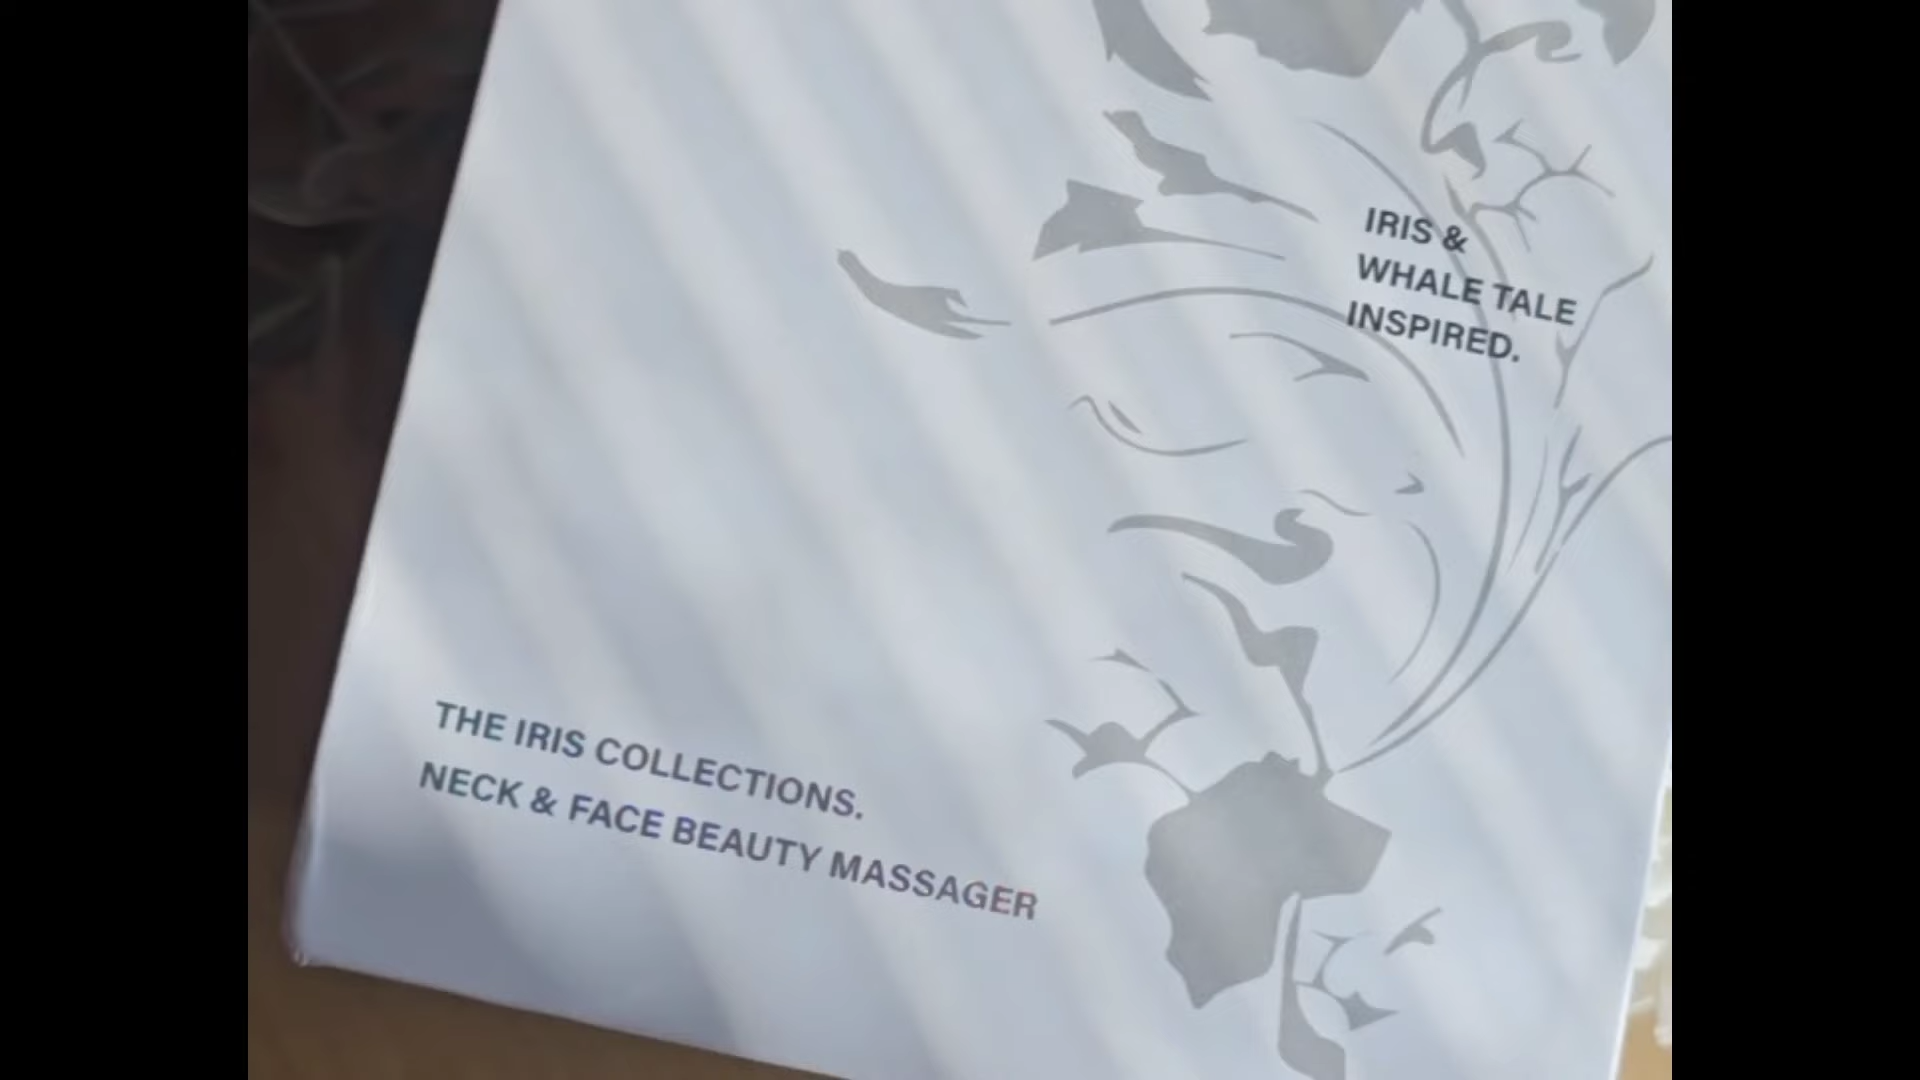 IRIS &
WHALE TALE
INSPIRED.
THE IRIS COLLECTIONS.
NECK & FACE BEAUTY MASSAGER